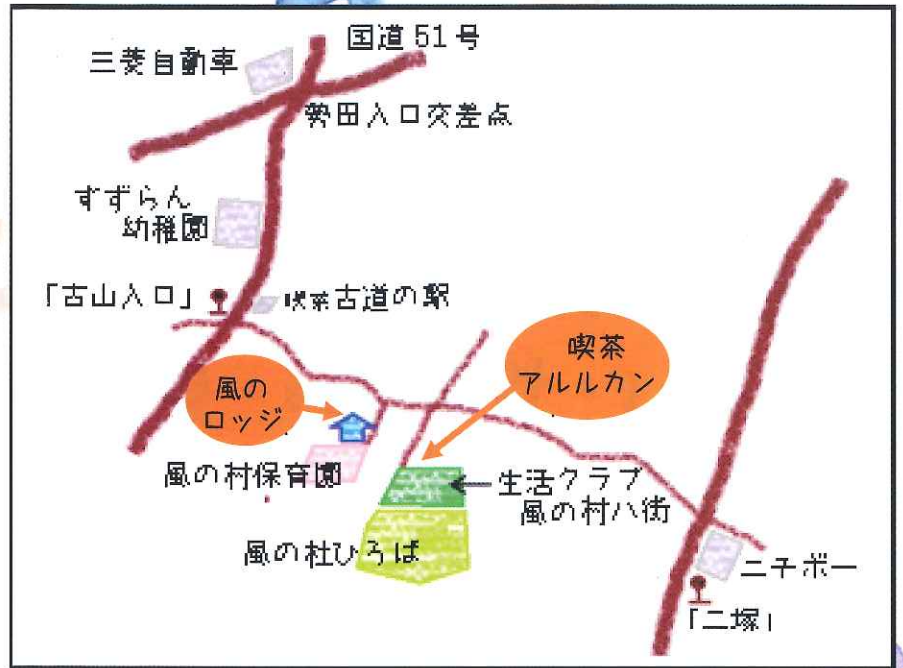 国道51号
三菱自動車
勢田入口交差点
すずらん
幼稚園
「古山入口」
喫茶古道の駅
喫茶
アルルカン
風の
ロッジ
風の村保育園
生活クラブ
風の村八街
風の杜ひろば
ニチボー
「二塚」